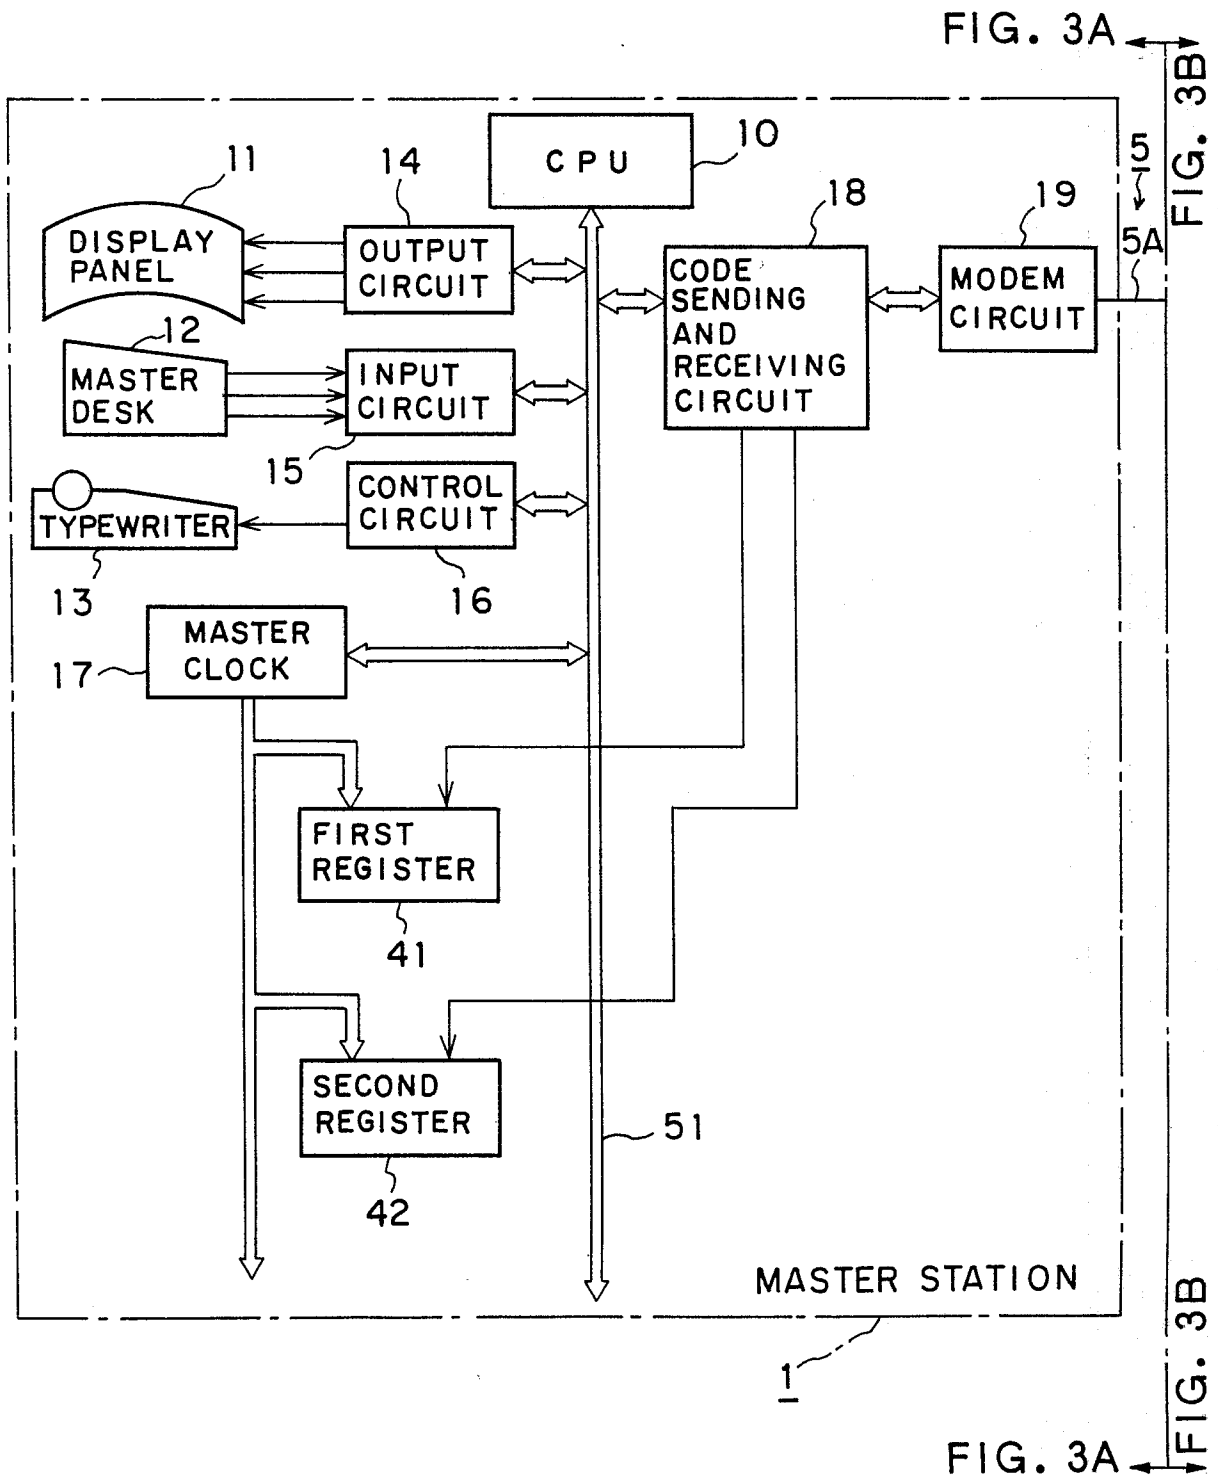 FIG. 3A
FIG. 3B
CPU
10
11
DISPLAY
PANEL
14
OUTPUT
CIRCUIT
18
CODE
SENDING
AND
RECEIVING
CIRCUIT
19
MODEM
CIRCUIT
5
5A
12
MASTER
DESK
INPUT
CIRCUIT
15
TYPEWRITER
13
CONTROL
CIRCUIT
16
MASTER
CLOCK
17
FIRST
REGISTER
41
SECOND
REGISTER
42
51
MASTER STATION
1
FIG. 3A
FIG. 3B